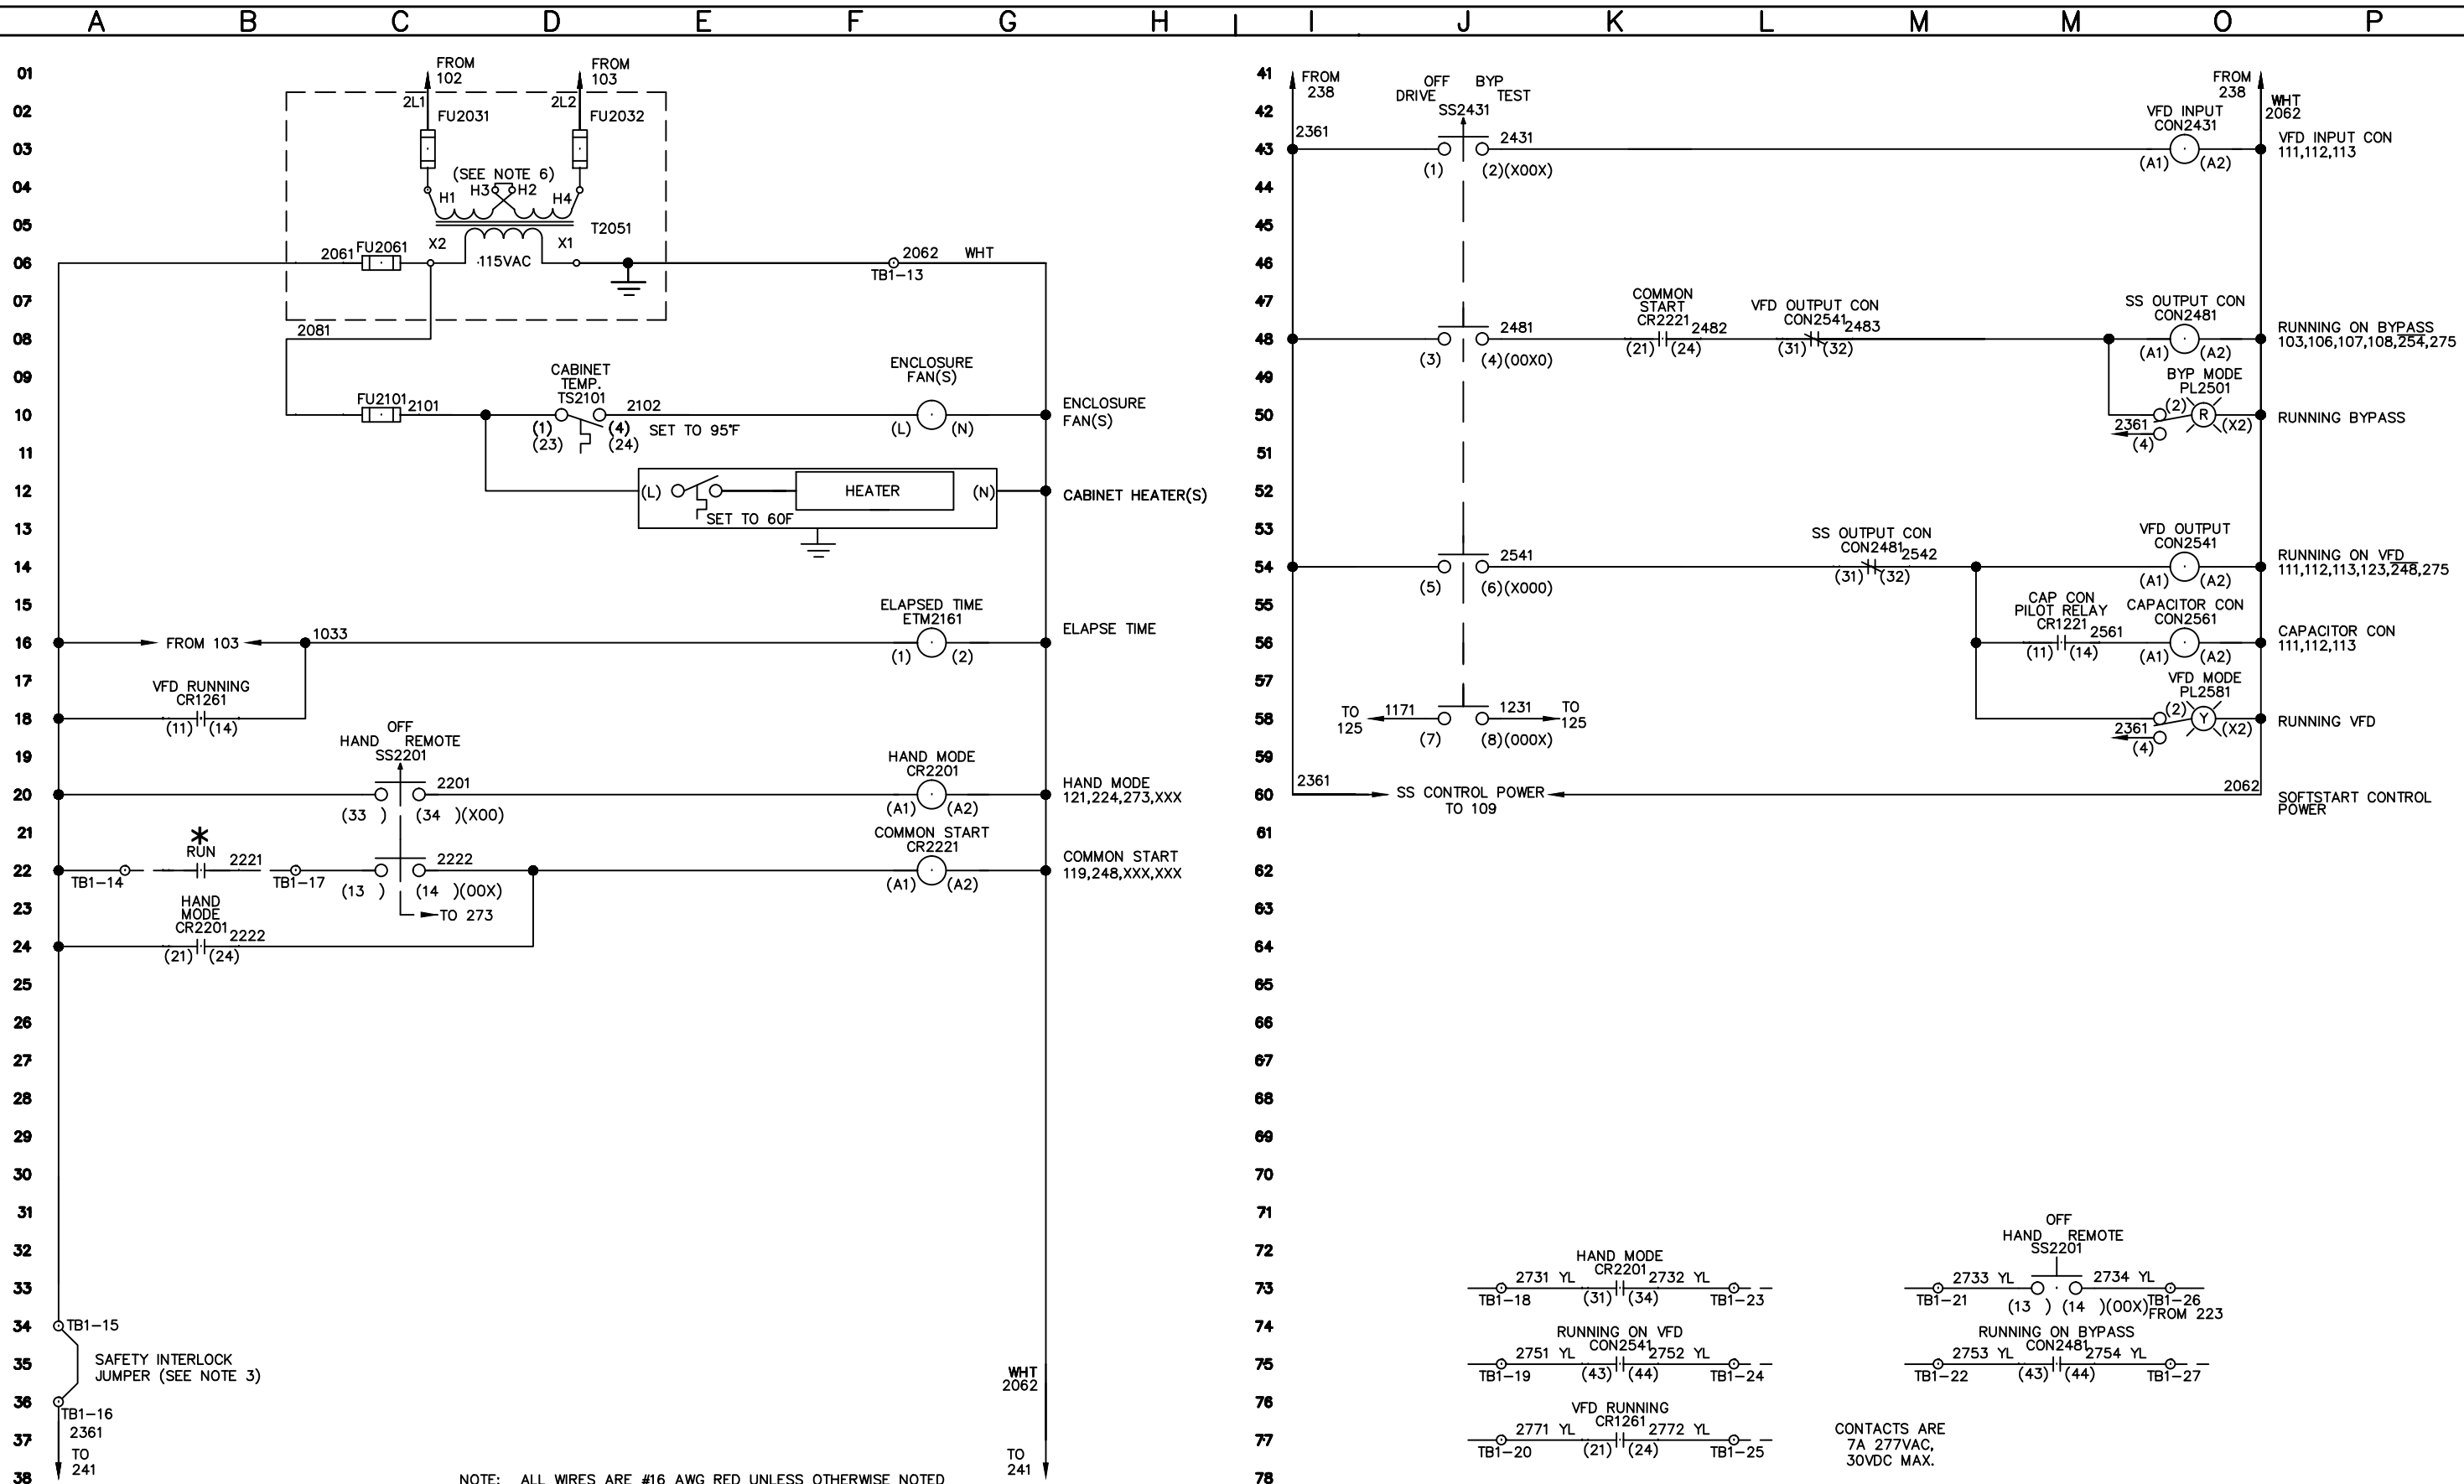 A B C D E F G H I J K L M M O P
01
FROM
102
FROM
103
02
2L1
FU2031
2L2
FU2032
03
04
(SEE NOTE 6)
H1 H3 H2 H4
05
T2051
06
2061 FU2061 X2 115VAC X1
2062 WHT
TB1-13
07
08
2081
09
CABINET
TEMP.
TS2101
ENCLOSURE
FAN(S)
10
FU2101 2101
2102
(1) (4)
(23) (24)
SET TO 95°F
(L) (N)
ENCLOSURE
FAN(S)
11
12
(L) HEATER (N)
SET TO 60F
CABINET HEATER(S)
13
14
15
ELAPSED TIME
ETM2161
16
FROM 103
1033
(1) (2)
ELAPSE TIME
17
VFD RUNNING
CR1261
18
(11) (14)
OFF
HAND REMOTE
SS2201
19
HAND MODE
CR2201
20
2201
(33 ) (34 )(X00)
(A1) (A2)
HAND MODE
121,224,273,XXX
21
*
RUN
COMMON START
CR2221
22
TB1-14
2221
TB1-17
2222
(13 ) (14 )(00X)
(A1) (A2)
COMMON START
119,248,XXX,XXX
23
TO 273
HAND
MODE
CR2201
24
2222
(21) (24)
25
26
27
28
29
30
31
32
33
34
TB1-15
35
SAFETY INTERLOCK
JUMPER (SEE NOTE 3)
WHT
2062
36
TB1-16
2361
37
TO
241
TO
241
38
NOTE: ALL WIRES ARE #16 AWG RED UNLESS OTHERWISE NOTED
41
FROM
238
OFF BYP
DRIVE TEST
SS2431
FROM
238
WHT
2062
42
VFD INPUT
CON2431
43
2361
2431
(1) (2)(X00X)
(A1) (A2)
VFD INPUT CON
111,112,113
44
45
46
47
COMMON
START
CR2221
VFD OUTPUT CON
CON2541
SS OUTPUT CON
CON2481
48
2481
2482
2483
(3) (4)(00X0)
(21) (24)
(31) (32)
(A1) (A2)
RUNNING ON BYPASS
103,106,107,108,254,275
49
BYP MODE
PL2501
50
(2) R (X2)
2361
(4)
RUNNING BYPASS
51
52
53
SS OUTPUT CON
CON2481
VFD OUTPUT
CON2541
54
2541
2542
(5) (6)(X000)
(31) (32)
(A1) (A2)
RUNNING ON VFD
111,112,113,123,248,275
55
CAP CON
PILOT RELAY
CR1221
CAPACITOR CON
CON2561
56
2561
(11) (14)
(A1) (A2)
CAPACITOR CON
111,112,113
57
VFD MODE
PL2581
58
TO
125
1171
1231
TO
125
(7) (8)(000X)
(2) Y (X2)
2361
(4)
RUNNING VFD
59
60
2361
SS CONTROL POWER
TO 109
2062
SOFTSTART CONTROL
POWER
61
62
63
64
65
66
67
68
69
70
71
72
OFF
HAND REMOTE
SS2201
HAND MODE
CR2201
73
2731 YL
2732 YL
TB1-18
(31) (34)
TB1-23
2733 YL
2734 YL
TB1-21
(13 ) (14 )(00X)
TB1-26
FROM 223
74
RUNNING ON VFD
CON2541
RUNNING ON BYPASS
CON2481
75
2751 YL
2752 YL
TB1-19
(43) (44)
TB1-24
2753 YL
2754 YL
TB1-22
(43) (44)
TB1-27
76
VFD RUNNING
CR1261
77
2771 YL
2772 YL
TB1-20
(21) (24)
TB1-25
CONTACTS ARE
7A 277VAC,
30VDC MAX.
78